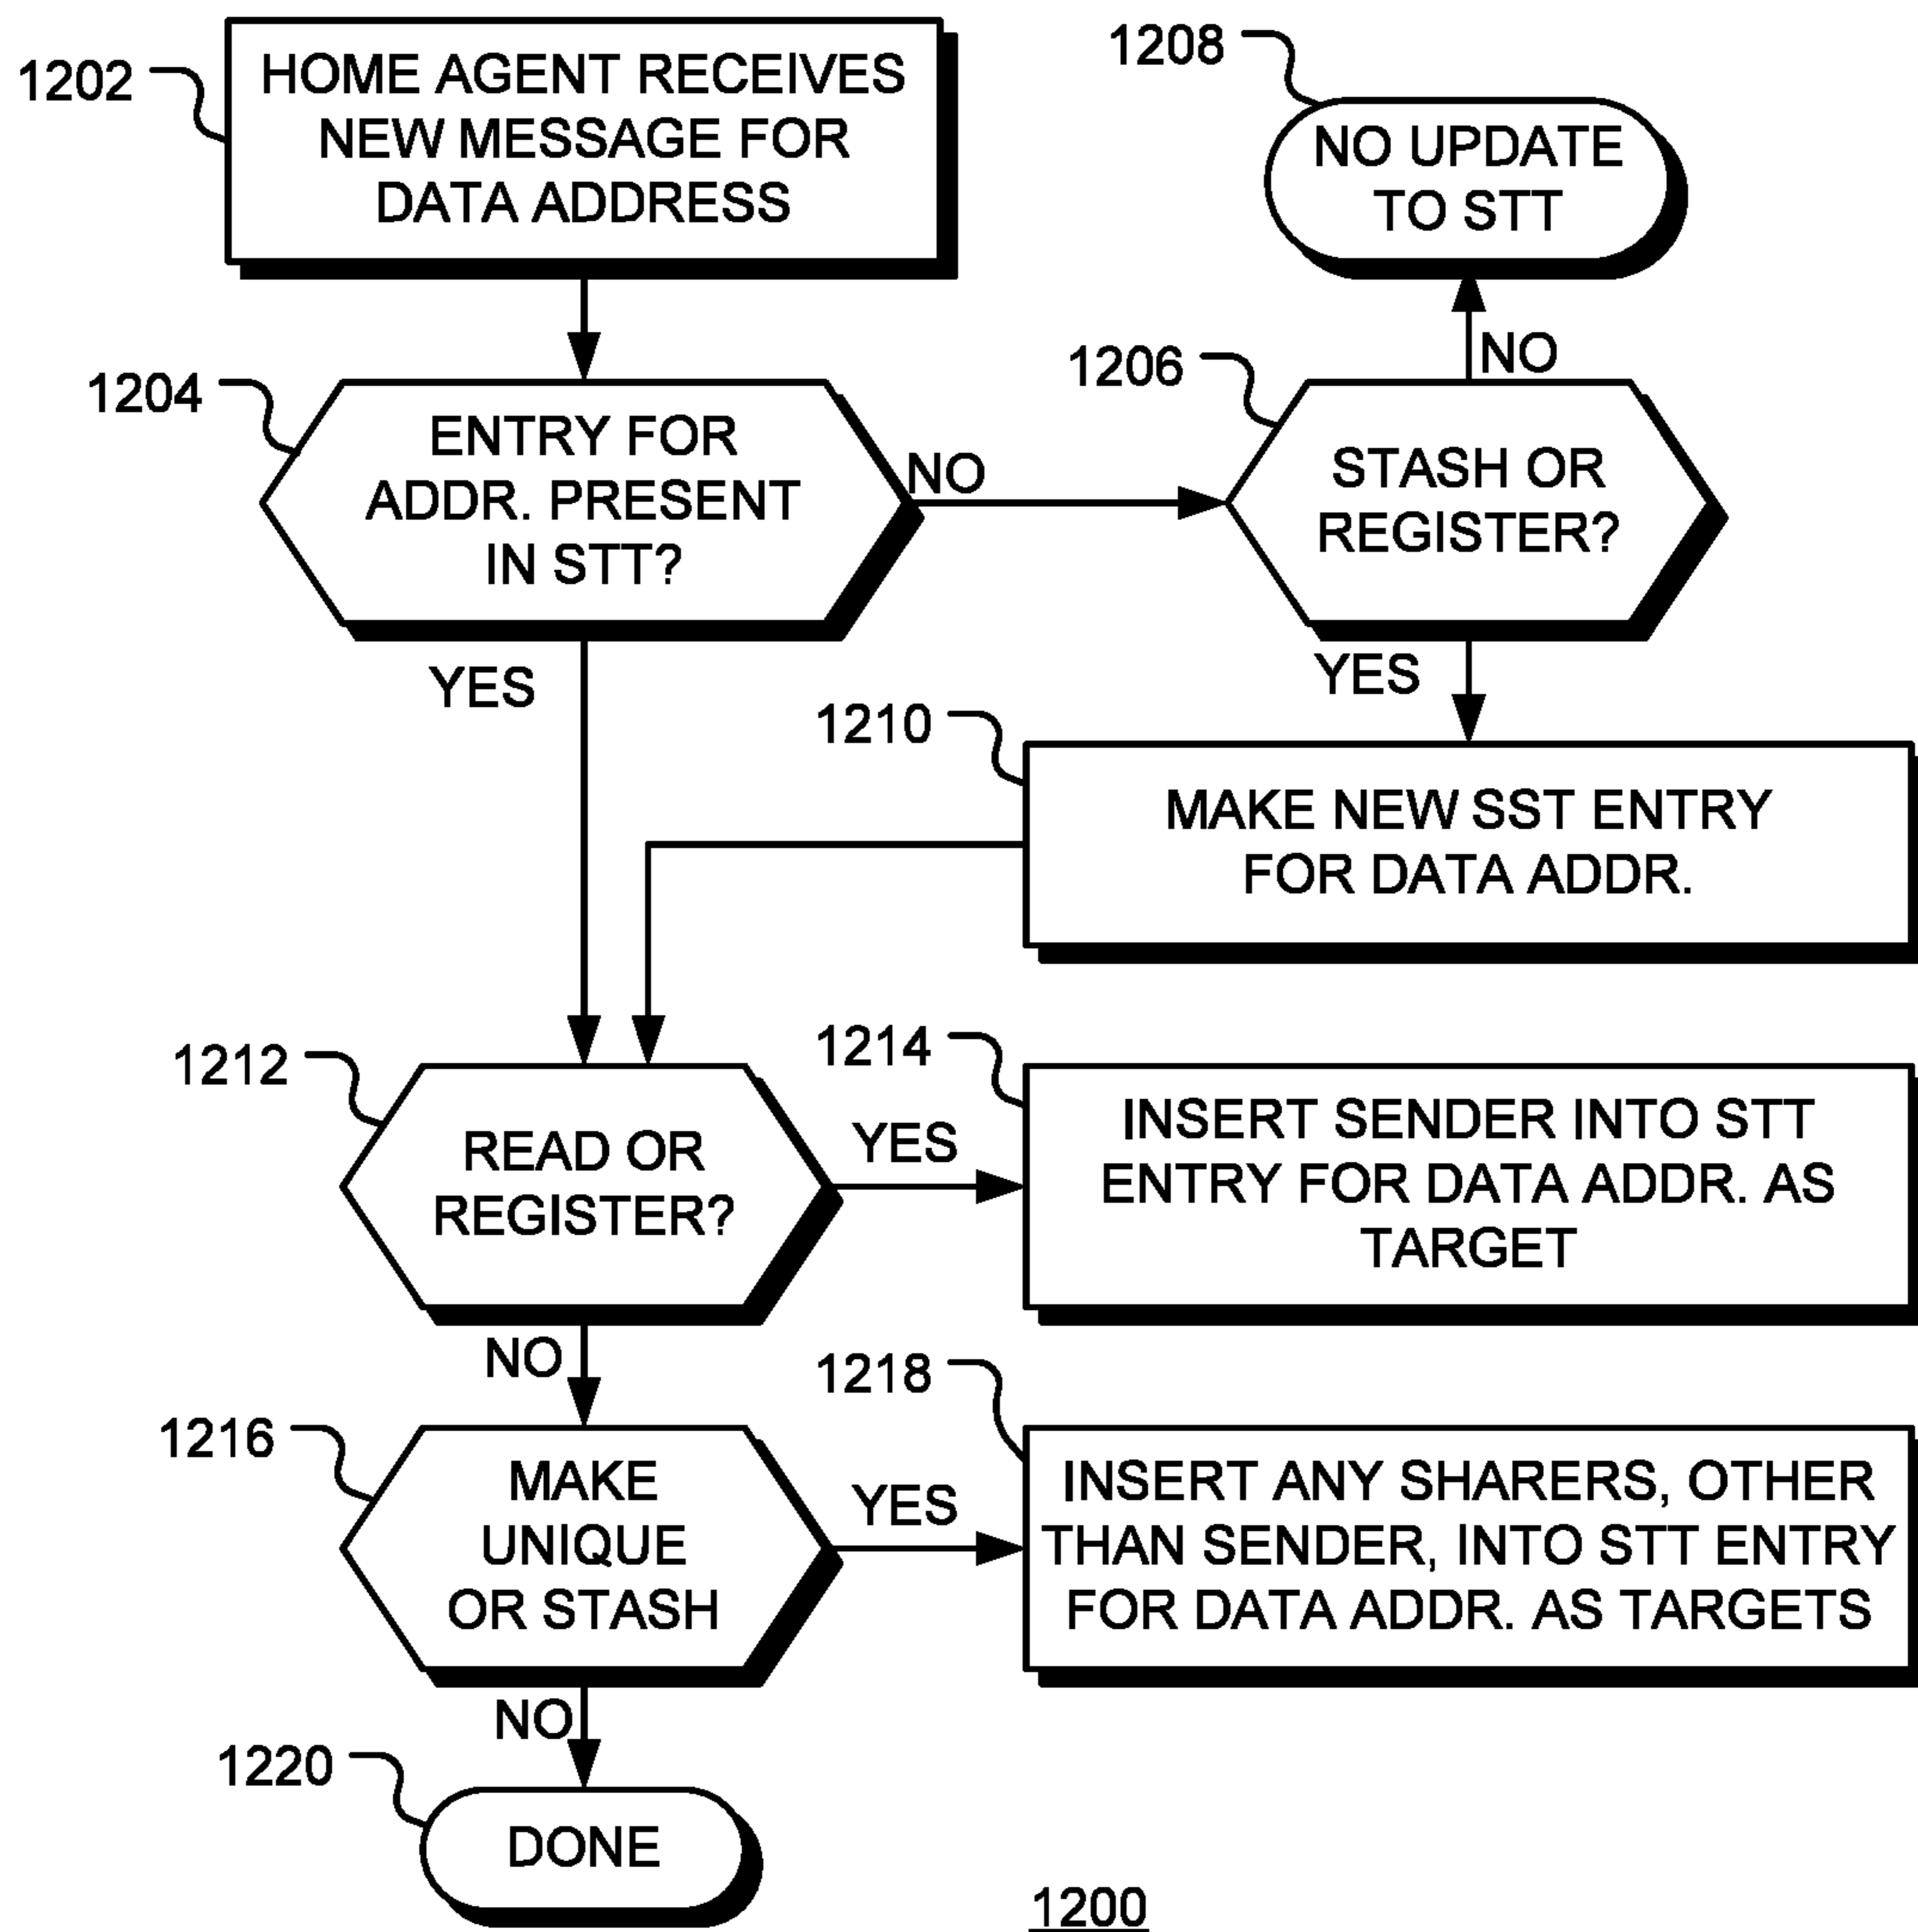 1202
HOME AGENT RECEIVES
NEW MESSAGE FOR
DATA ADDRESS
1208
NO UPDATE
TO STT
NO
1204
ENTRY FOR
ADDR. PRESENT
IN STT?
NO
1206
STASH OR
REGISTER?
YES
YES
1210
MAKE NEW SST ENTRY
FOR DATA ADDR.
1212
READ OR
REGISTER?
YES
1214
INSERT SENDER INTO STT
ENTRY FOR DATA ADDR. AS
TARGET
NO
1216
MAKE
UNIQUE
OR STASH
YES
1218
INSERT ANY SHARERS, OTHER
THAN SENDER, INTO STT ENTRY
FOR DATA ADDR. AS TARGETS
NO
1220
DONE
1200